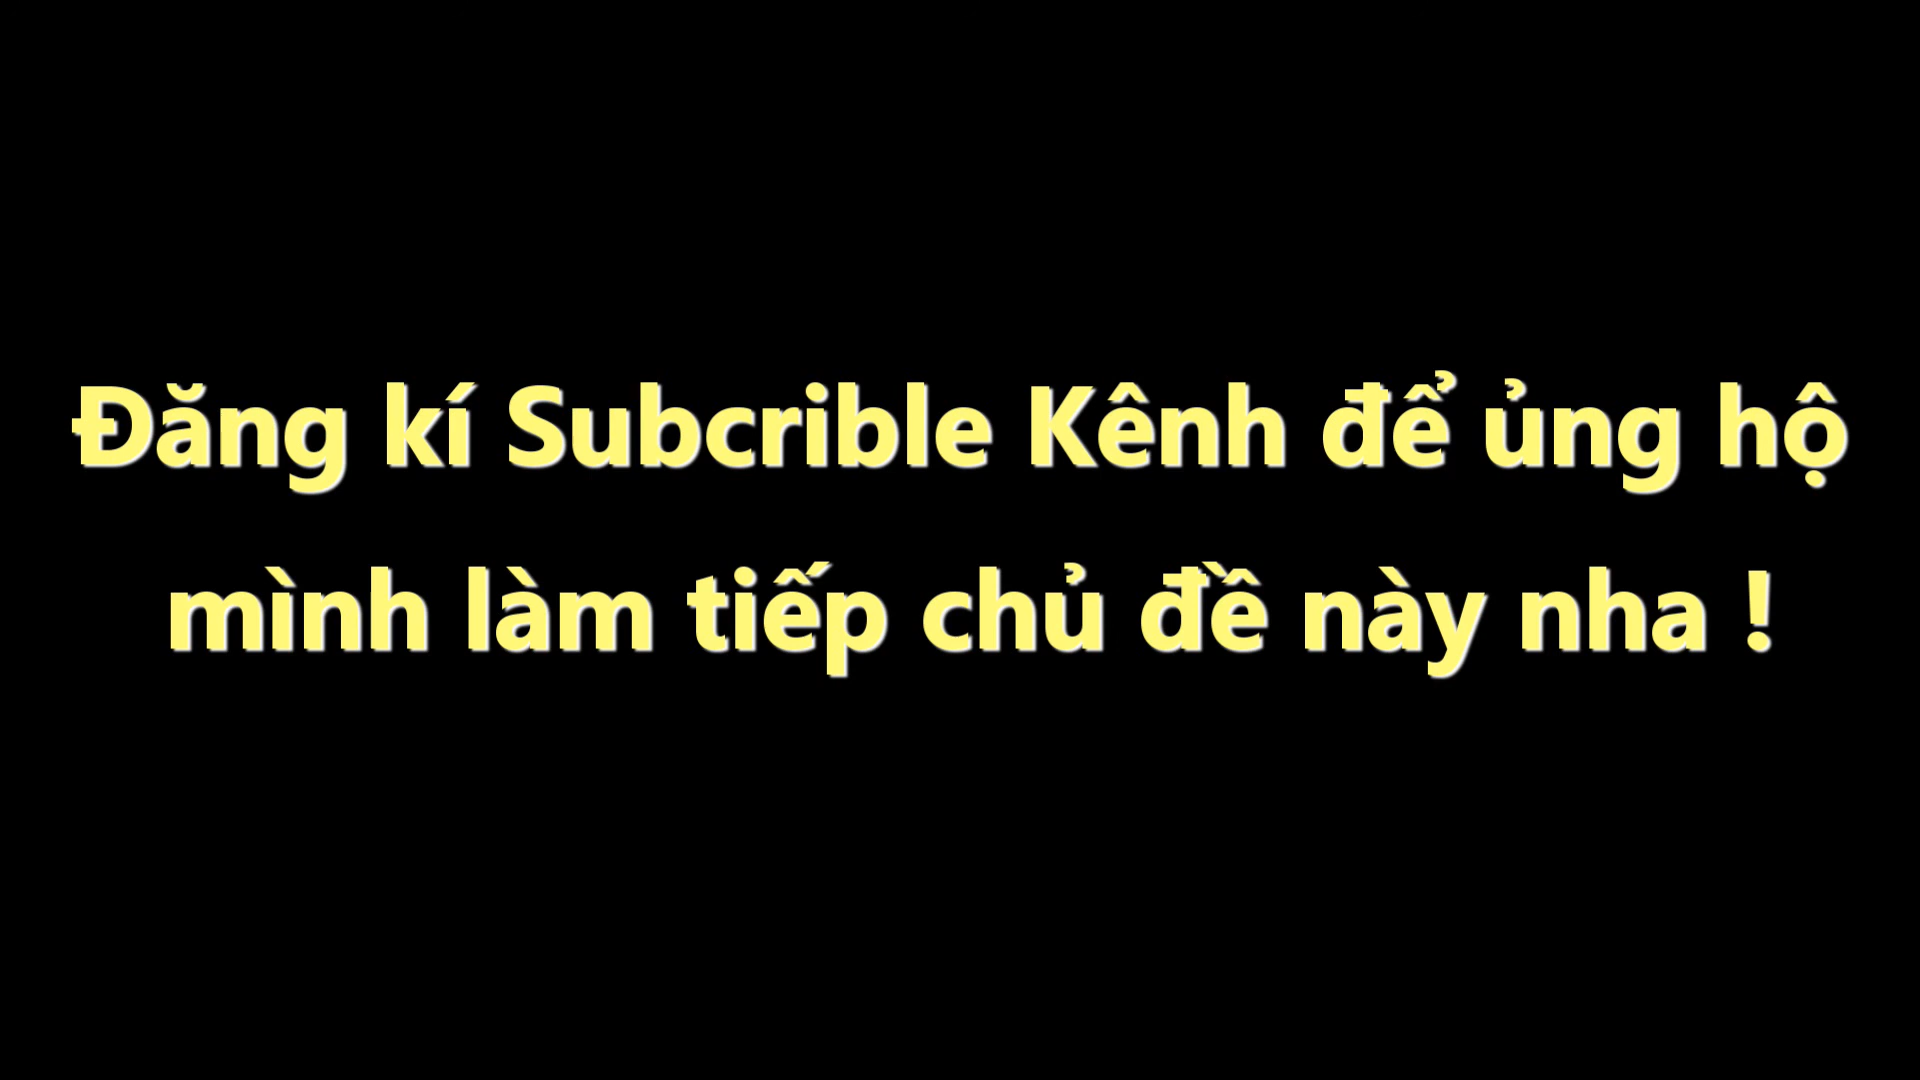 Đăng kí Subcrible Kênh để ủng hộ
mình làm tiếp chủ đề này nha !